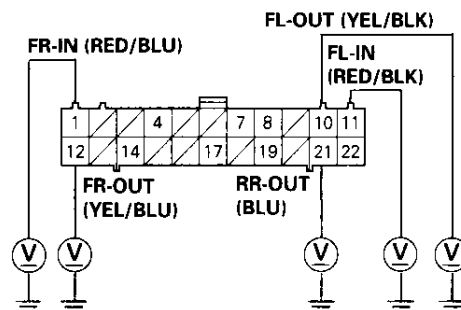 FL-OUT (YEL/BLK)
FR-IN (RED/BLU)
FL-IN
(RED/BLK)
1 4 7 8 10 11
12 14 17 19 21 22
FR-OUT
(YEL/BLU)
RR-OUT
(BLU)
V V V V V